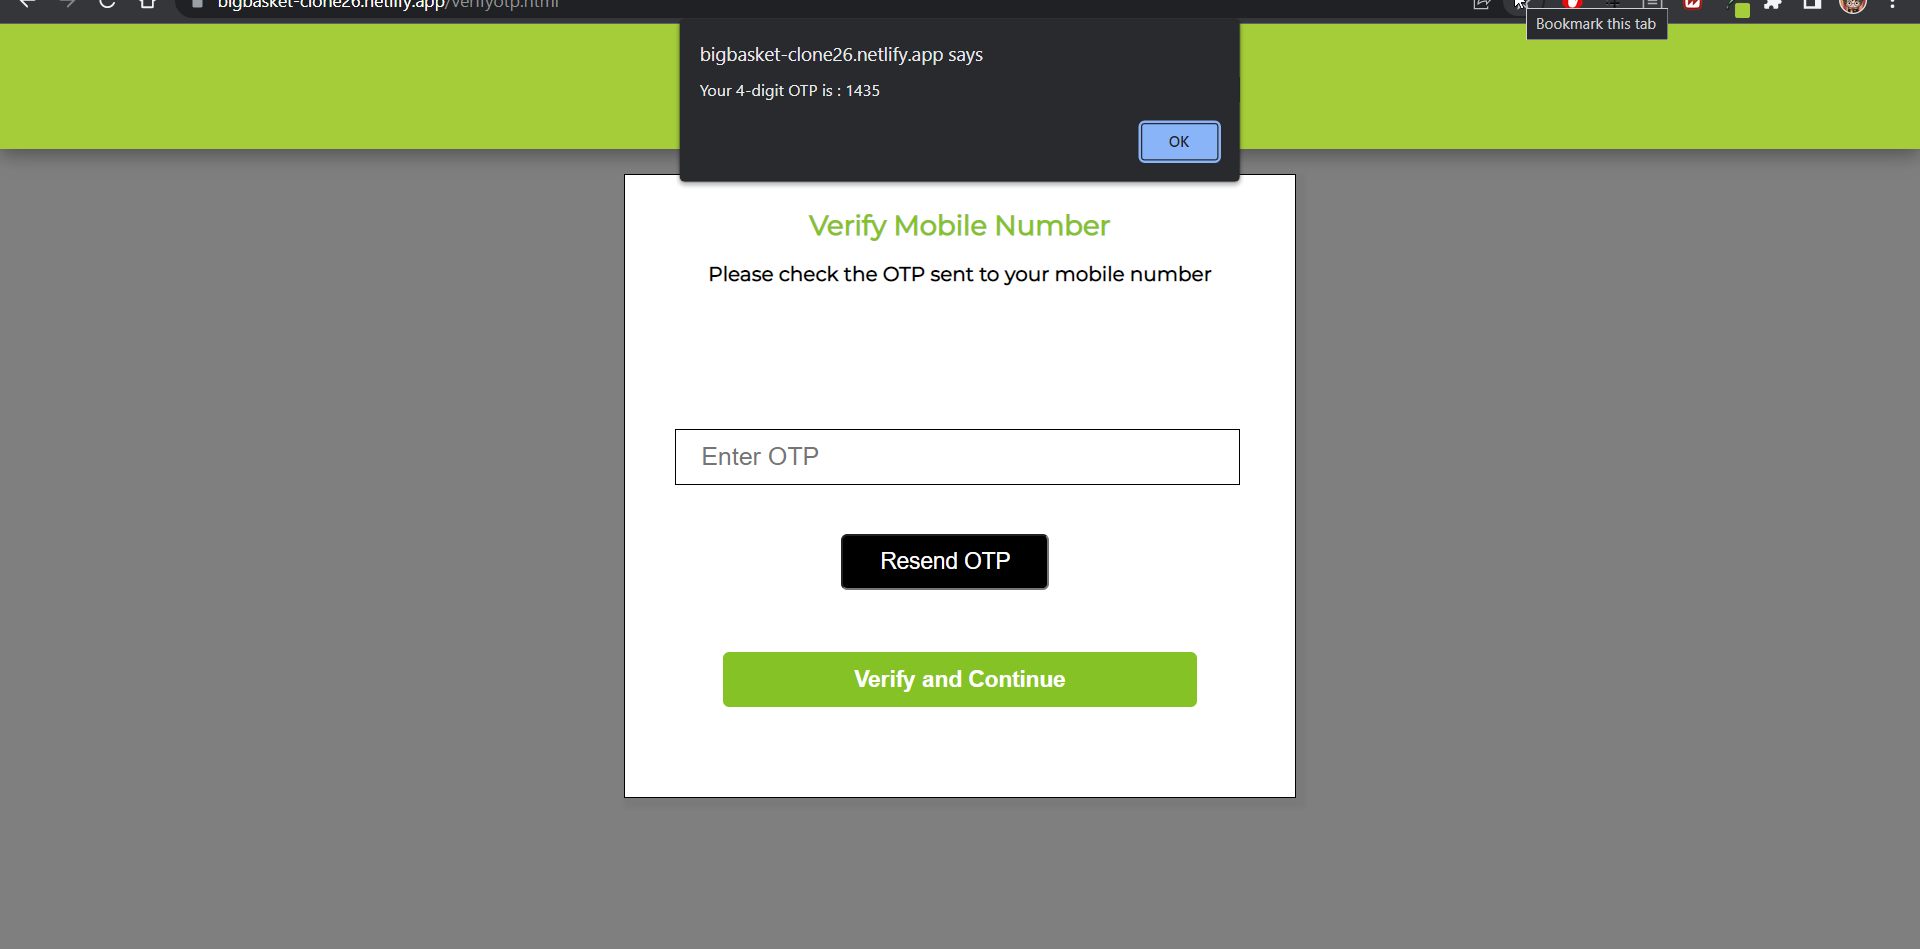 bigbasket-clone26.netlify.app/verifyotp.html
Bookmark this tab
bigbasket-clone26.netlify.app says
Your 4-digit OTP is : 1435
OK
Verify Mobile Number
Please check the OTP sent to your mobile number
Enter OTP
Resend OTP
Verify and Continue